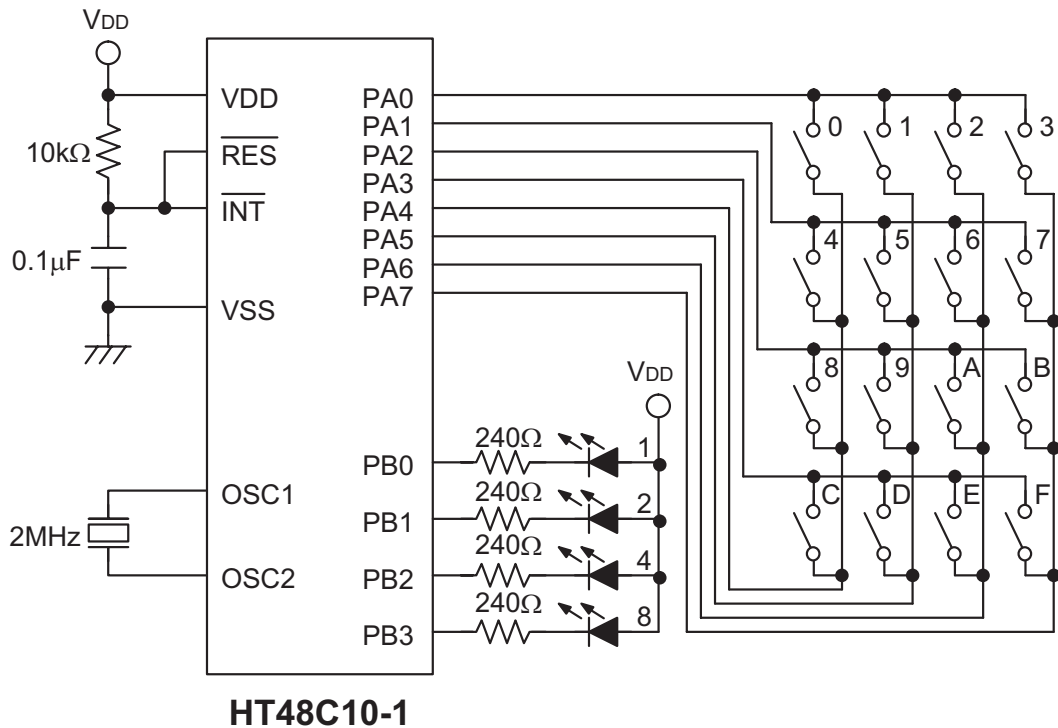 VDD
VDD
10kΩ
RES
INT
0.1µF
VSS
OSC1
2MHz
OSC2
PA0
PA1
PA2
PA3
PA4
PA5
PA6
PA7
PB0
PB1
PB2
PB3
240Ω
240Ω
240Ω
240Ω
VDD
1
2
4
8
0 1 2 3
4 5 6 7
8 9 A B
C D E F
HT48C10-1